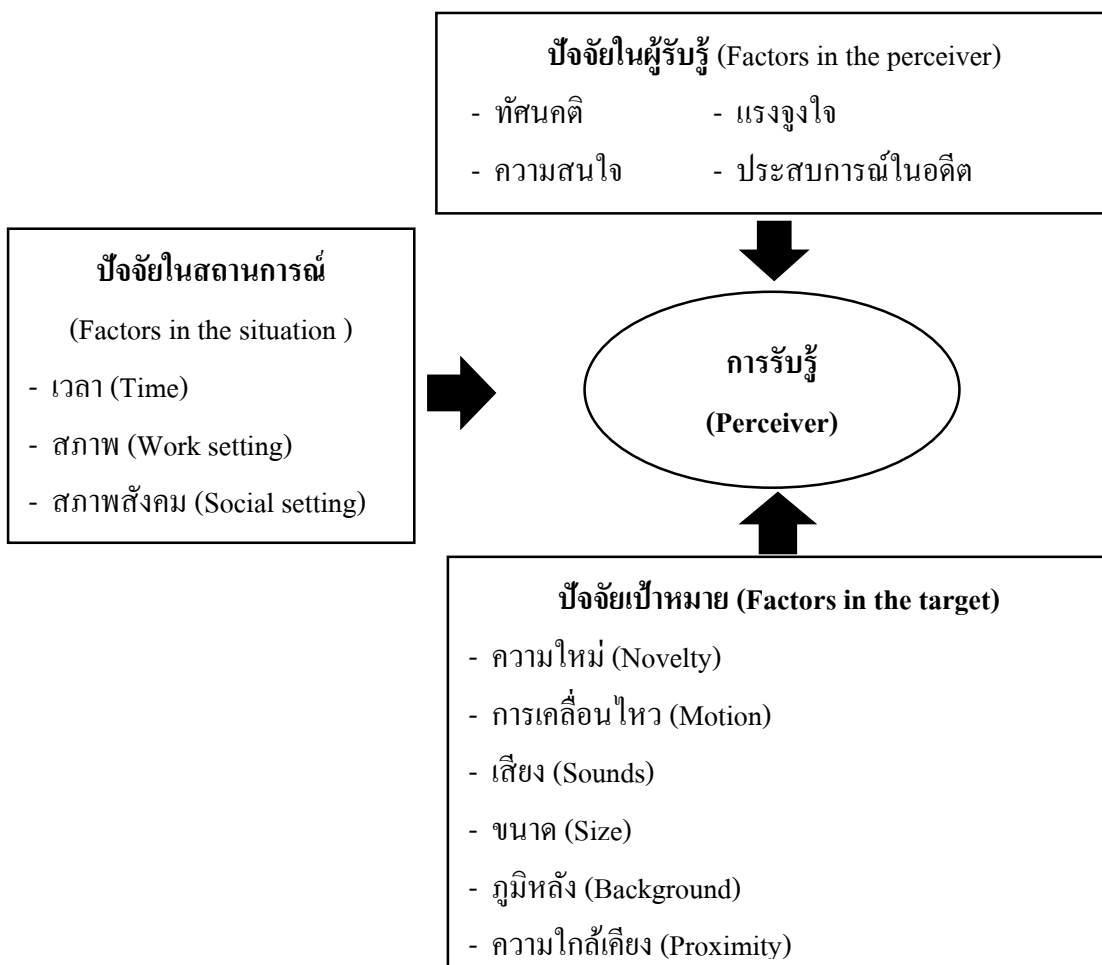 ปัจจัยในผู้รับรู้ (Factors in the perceiver)
- ทัศนคติ - แรงจูงใจ
- ความสนใจ - ประสบการณ์ในอดีต
ปัจจัยในสถานการณ์
(Factors in the situation )
- เวลา (Time)
- สภาพ (Work setting)
- สภาพสังคม (Social setting)
การรับรู้
(Perceiver)
ปัจจัยเป้าหมาย (Factors in the target)
- ความใหม่ (Novelty)
- การเคลื่อนไหว (Motion)
- เสียง (Sounds)
- ขนาด (Size)
- ภูมิหลัง (Background)
- ความใกล้เคียง (Proximity)